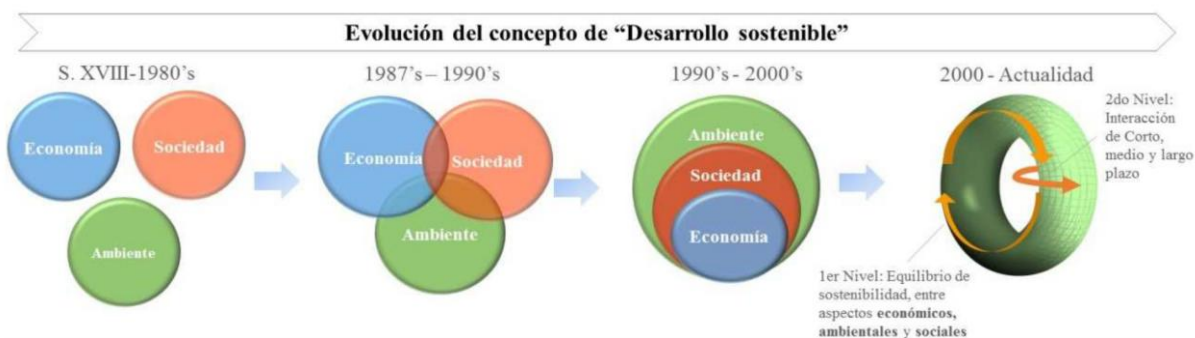 Evolución del concepto de “Desarrollo sostenible”
S. XVIII-1980’s
Economía
Sociedad
Ambiente
1987’s – 1990’s
Economía
Sociedad
Ambiente
1990’s - 2000’s
Ambiente
Sociedad
Economía
2000 - Actualidad
2do Nivel:
Interacción
de Corto,
medio y largo
plazo
1er Nivel: Equilibrio de
sostenibilidad, entre
aspectos económicos,
ambientales y sociales